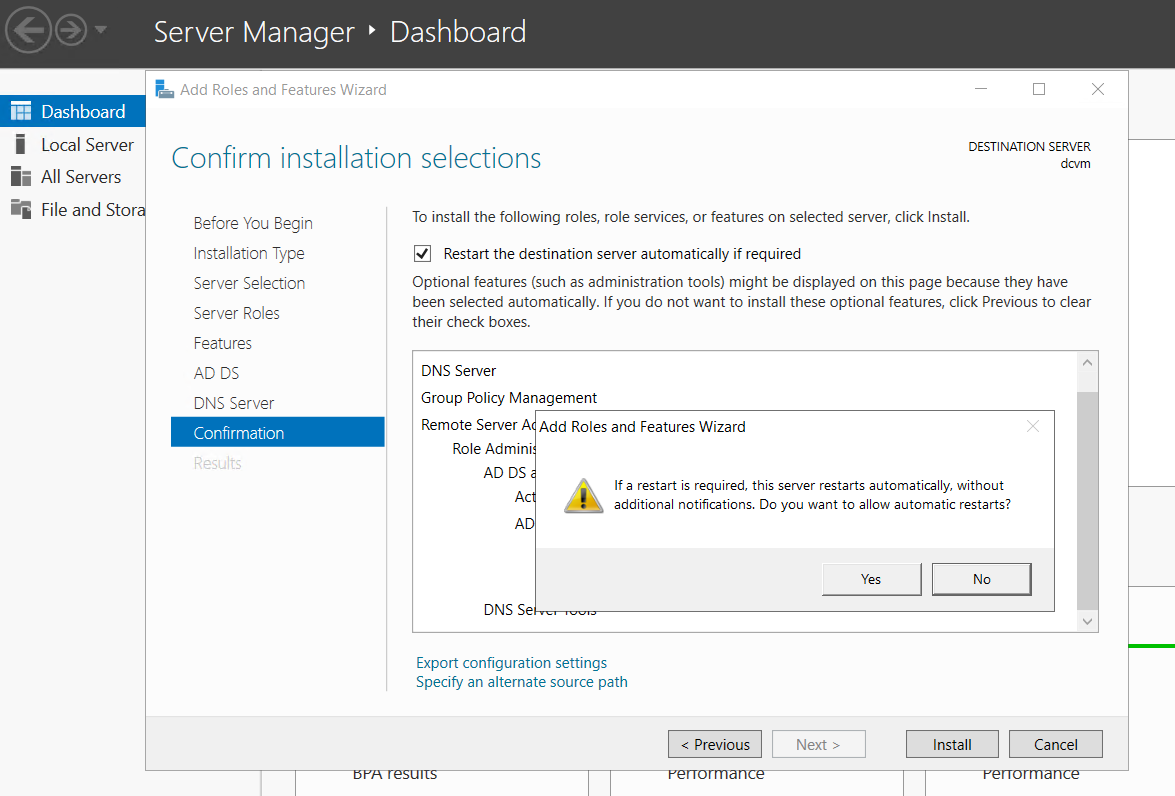 Server Manager ‣ Dashboard
Add Roles and Features Wizard
Dashboard
Local Server
All Servers
File and Stora
Confirm installation selections
DESTINATION SERVER
dcvm
Before You Begin
Installation Type
Server Selection
Server Roles
Features
AD DS
DNS Server
Confirmation
Results
To install the following roles, role services, or features on selected server, click Install.
Restart the destination server automatically if required
Optional features (such as administration tools) might be displayed on this page because they have
been selected automatically. If you do not want to install these optional features, click Previous to clear
their check boxes.
DNS Server
Group Policy Management
Remote Server Ad
Role Adminis
AD DS a
Act
AD
DNS Server Tools
Add Roles and Features Wizard
If a restart is required, this server restarts automatically, without
additional notifications. Do you want to allow automatic restarts?
Yes No
Export configuration settings
Specify an alternate source path
< Previous Next > Install Cancel
BPA results Performance Performance